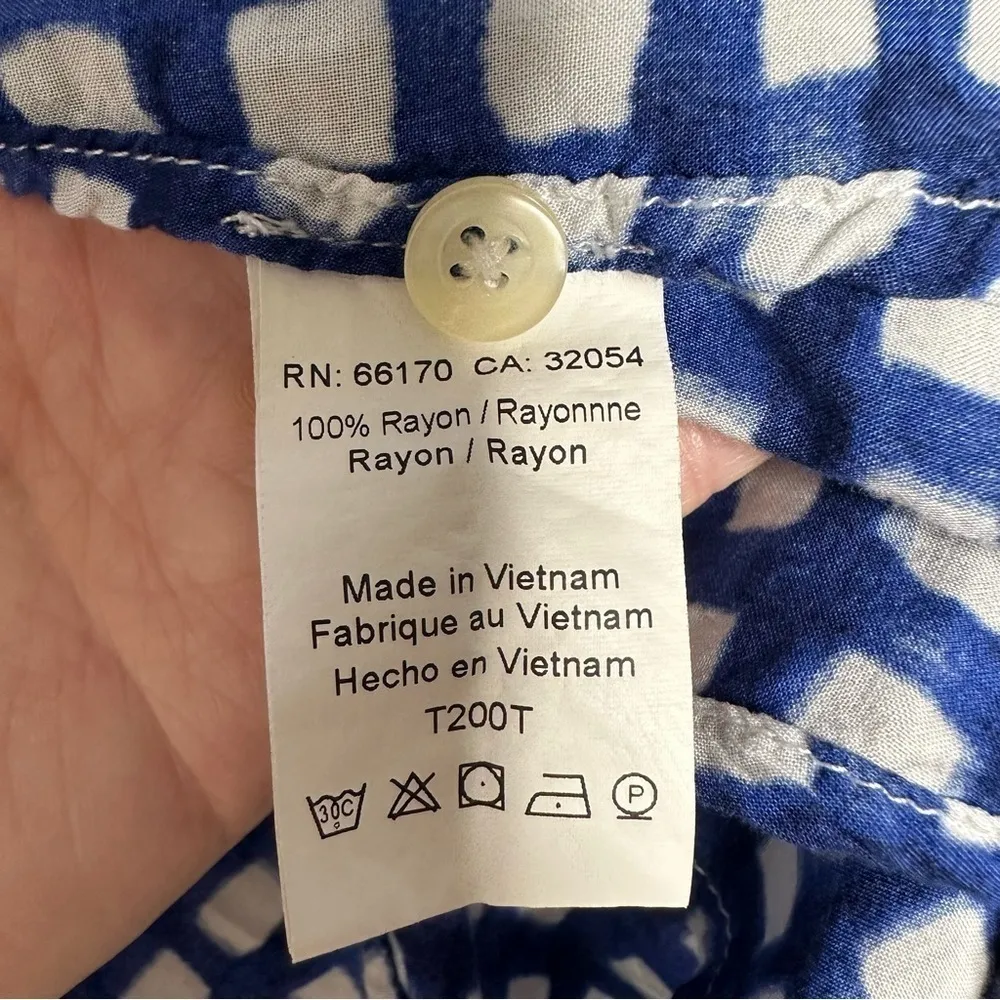 RN: 66170 CA: 32054
100% Rayon / Rayonnne
Rayon / Rayon
Made in Vietnam
Fabrique au Vietnam
Hecho en Vietnam
T200T
30C P